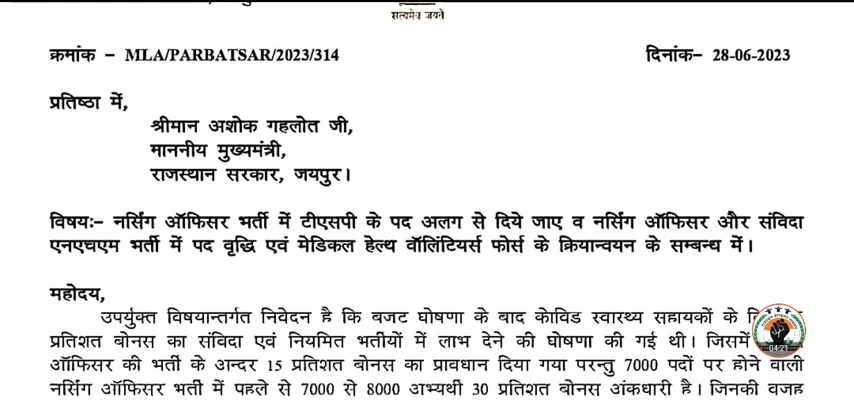 सत्यमेव जयते
क्रमांक – MLA/PARBATSAR/2023/314 दिनांक– 28-06-2023
प्रतिष्ठा में,
श्रीमान अशोक गहलोत जी,
माननीय मुख्यमंत्री,
राजस्थान सरकार, जयपुर।
विषयः– नर्सिंग ऑफिसर भर्ती में टीएसपी के पद अलग से दिये जाए व नर्सिंग ऑफिसर और संविदा
एनएचएम भर्ती में पद वृद्धि एवं मेडिकल हेल्थ वॉलिंटियर्स फोर्स के क्रियान्वयन के सम्बन्ध में।
महोदय,
उपर्युक्त विषयान्तर्गत निवेदन है कि बजट घोषणा के बाद केोविड स्वास्थ्य सहायकों के
प्रतिशत बोनस का संविदा एवं नियमित भर्तीयों में लाभ देने की घोषणा की गई थी। जिसमें
ऑफिसर की भर्ती के अन्दर 15 प्रतिशत बोनस का प्रावधान दिया गया परन्तु 7000 पदों पर होने वाली
नर्सिंग ऑफिसर भर्ती में पहले से 7000 से 8000 अभ्यर्थी 30 प्रतिशत बोनस अंकधारी है। जिनकी वजह
04:21